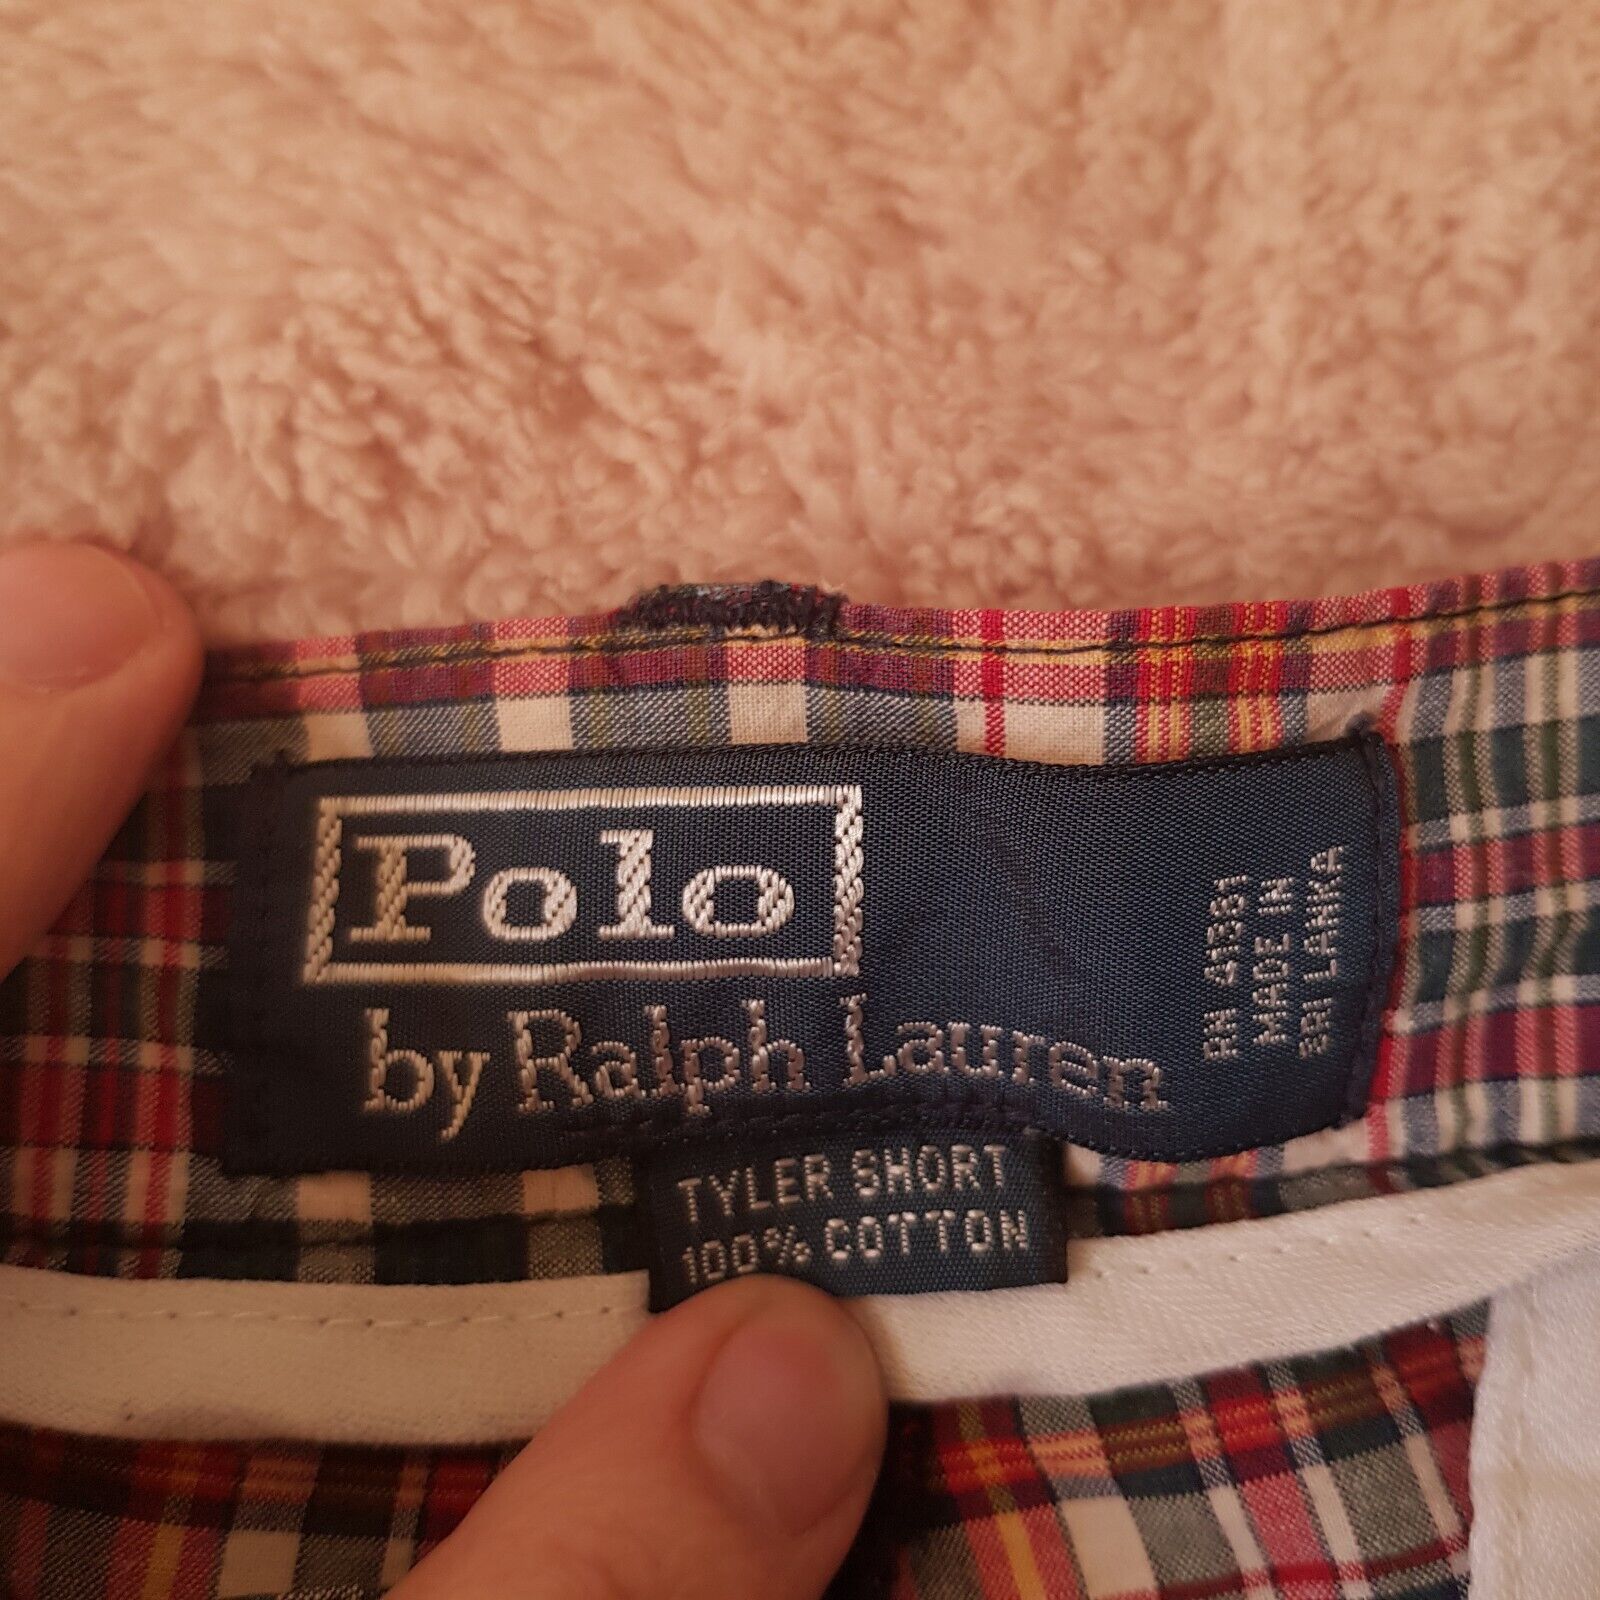 Polo
by Ralph Lauren
RN 41381
MADE IN
SRI LANKA
TYLER SHORT
100% COTTON